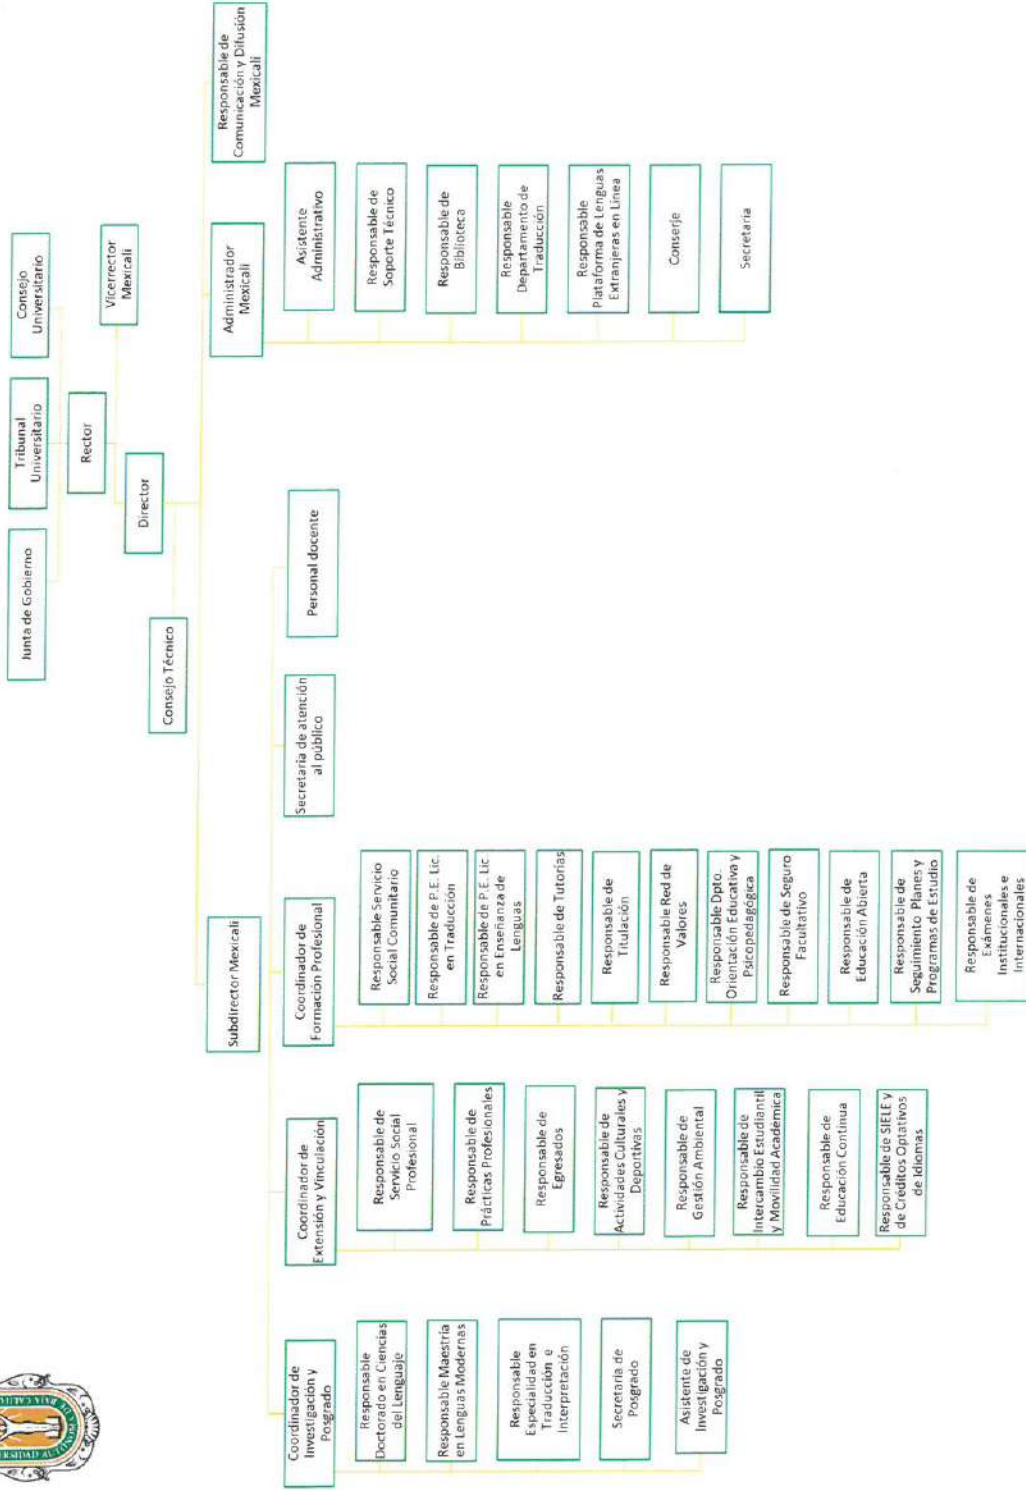 Junta de Gobierno
Tribunal
Universitario
Consejo
Universitario
Rector
Vicerrector
Mexicali
Director
Consejo Técnico
Subdirector Mexicali
Administrador
Mexicali
Responsable de
Comunicación y Difusión
Mexicali
Coordinador de
Investigación y
Posgrado
Coordinador de
Extensión y Vinculación
Coordinador de
Formación Profesional
Secretaria de atención
al público
Personal docente
Responsable
Doctorado en Ciencias
del Lenguaje
Responsable Maestría
en Lenguas Modernas
Responsable
Especialidad en
Traducción e
Interpretación
Secretaria de
Posgrado
Asistente de
Investigación y
Posgrado
Responsable de
Servicio Social
Profesional
Responsable de
Prácticas Profesionales
Responsable de
Egresados
Responsable de
Actividades Culturales y
Deportivas
Responsable de
Gestión Ambiental
Responsable de
Intercambio Estudiantil
y Movilidad Académica
Responsable de
Educación Continua
Responsable de SIELE y
de Créditos Optativos
de Idiomas
Responsable Servicio
Social Comunitario
Responsable de P.E. Lic.
en Traducción
Responsable de P.E. Lic.
en Enseñanza de
Lenguas
Responsable de Tutorías
Responsable de
Titulación
Responsable Red de
Valores
Responsable Dpto.
Orientación Educativa y
Psicopedagógica
Responsable de Seguro
Facultativo
Responsable de
Educación Abierta
Responsable de
Seguimiento Planes y
Programas de Estudio
Responsable de
Exámenes
Institucionales e
Internacionales
Asistente
Administrativo
Responsable de
Soporte Técnico
Responsable de
Biblioteca
Responsable
Departamento de
Traducción
Responsable
Plataforma de Lenguas
Extranjeras en Línea
Conserje
Secretaria